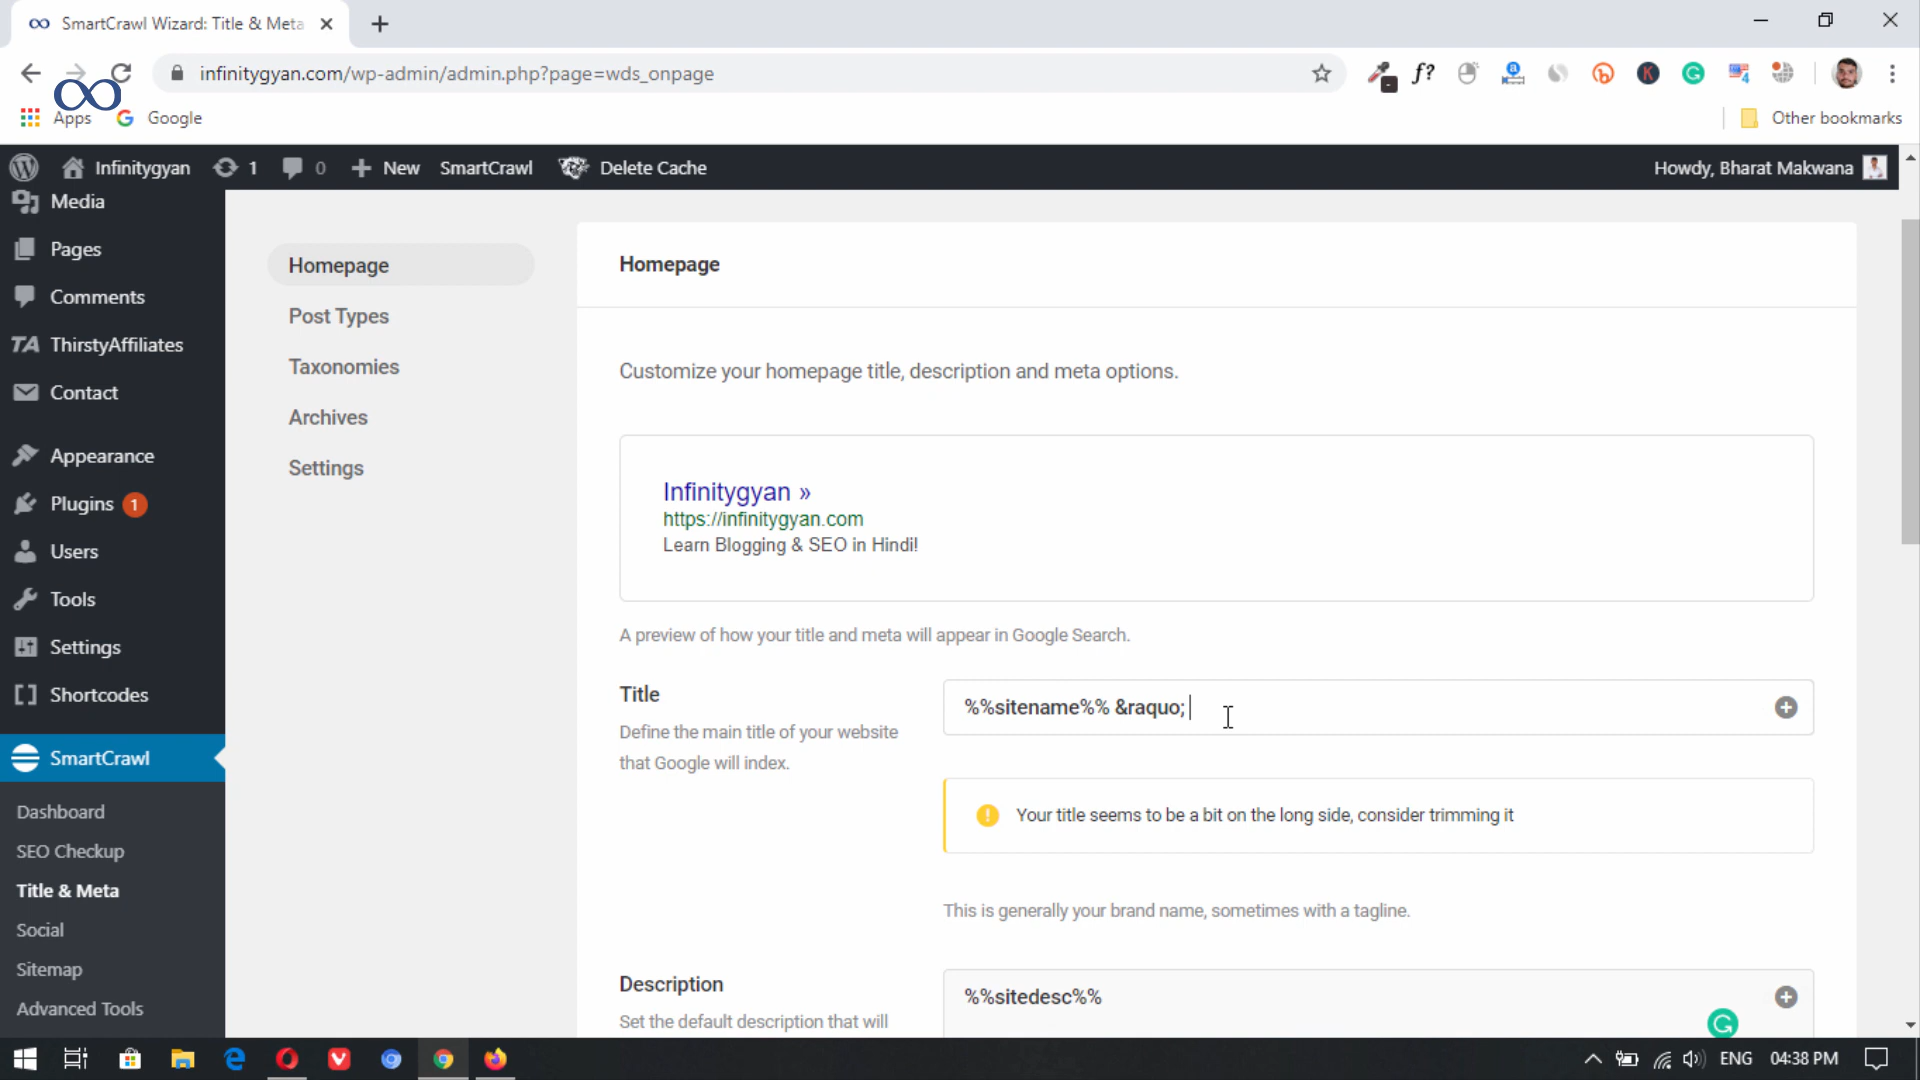 SmartCrawl Wizard: Title & Meta
infinitygyan.com/wp-admin/admin.php?page=wds_onpage
f?
a
K
G
4
Apps
Google
Other bookmarks
Infinitygyan
1
0
New
SmartCrawl
Delete Cache
Howdy, Bharat Makwana
Media
Pages
Comments
TA ThirstyAffiliates
Contact
Appearance
Plugins 1
Users
Tools
Settings
Shortcodes
SmartCrawl
Dashboard
SEO Checkup
Title & Meta
Social
Sitemap
Advanced Tools
Homepage
Post Types
Taxonomies
Archives
Settings
Homepage
Customize your homepage title, description and meta options.
Infinitygyan »
https://infinitygyan.com
Learn Blogging & SEO in Hindi!
A preview of how your title and meta will appear in Google Search.
Title
Define the main title of your website
that Google will index.
%%sitename%% &raquo;
Your title seems to be a bit on the long side, consider trimming it
This is generally your brand name, sometimes with a tagline.
Description
Set the default description that will
%%sitedesc%%
ENG
04:38 PM